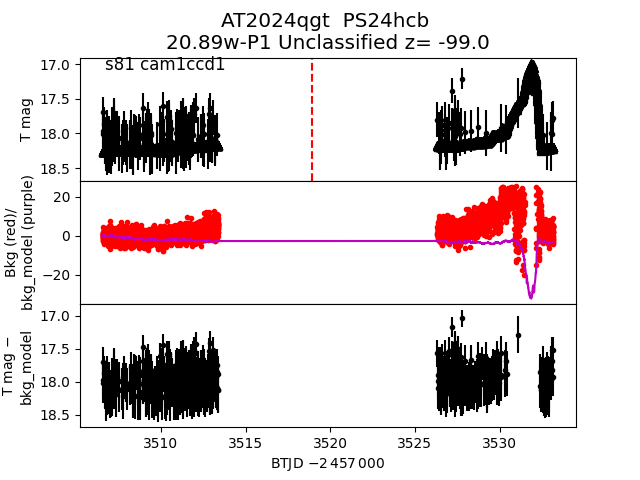 AT2024qgt  PS24hcb
20.89w-P1 Unclassified z= -99.0
s81 cam1ccd1
T mag
17.0
17.5
18.0
18.5
Bkg (red)/
bkg_model (purple)
20
0
−20
T mag −
bkg_model
17.0
17.5
18.0
18.5
3510
3515
3520
3525
3530
BTJD −2 457 000